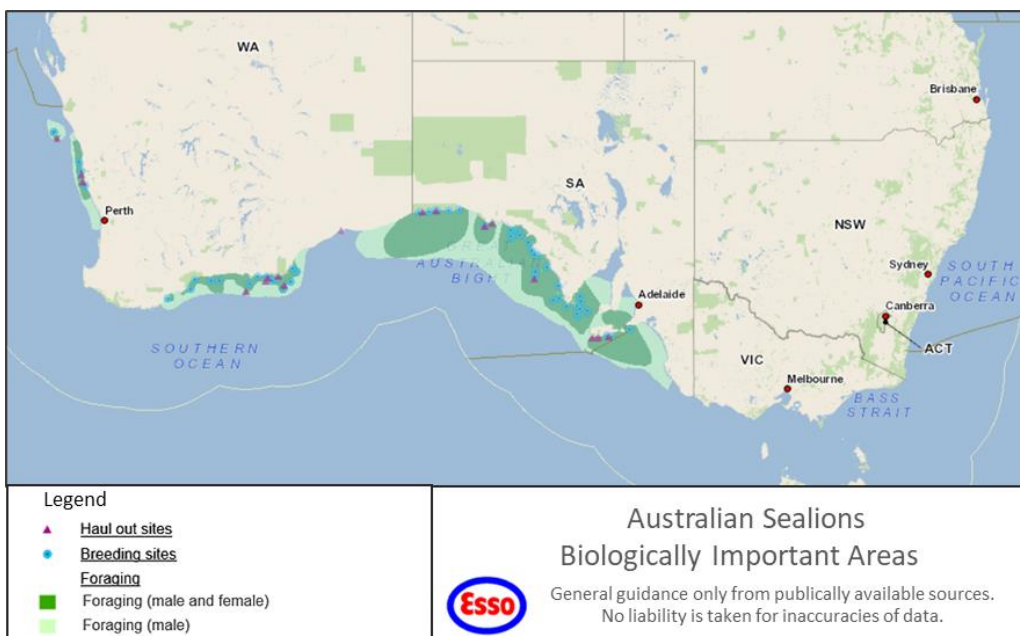 WA
Brisbane
SA
Perth
NSW
AUSTRALIAN
BIGHT
Sydney
SOUTH
PACIFIC
OCEAN
Adelaide
Canberra
ACT
SOUTHERN
OCEAN
VIC
Melbourne
BASS
STRAIT
Legend
Haul out sites
Breeding sites
Foraging
Foraging (male and female)
Foraging (male)
Australian Sealions
Biologically Important Areas
Esso
General guidance only from publically available sources.
No liability is taken for inaccuracies of data.